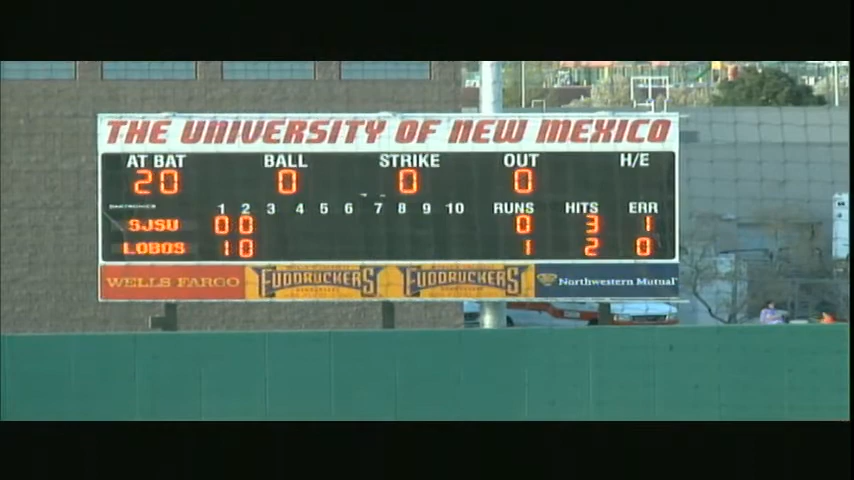 THE UNIVERSITY OF NEW MEXICO
AT BAT BALL STRIKE OUT H/E
20 0 0 0
DAKTRONICS 1 2 3 4 5 6 7 8 9 10 RUNS HITS ERR
SJSU 0 0 0 3 1
LOBOS 1 0 1 2 0
WELLS FARGO FUDDRUCKERS FUDDRUCKERS Northwestern Mutual